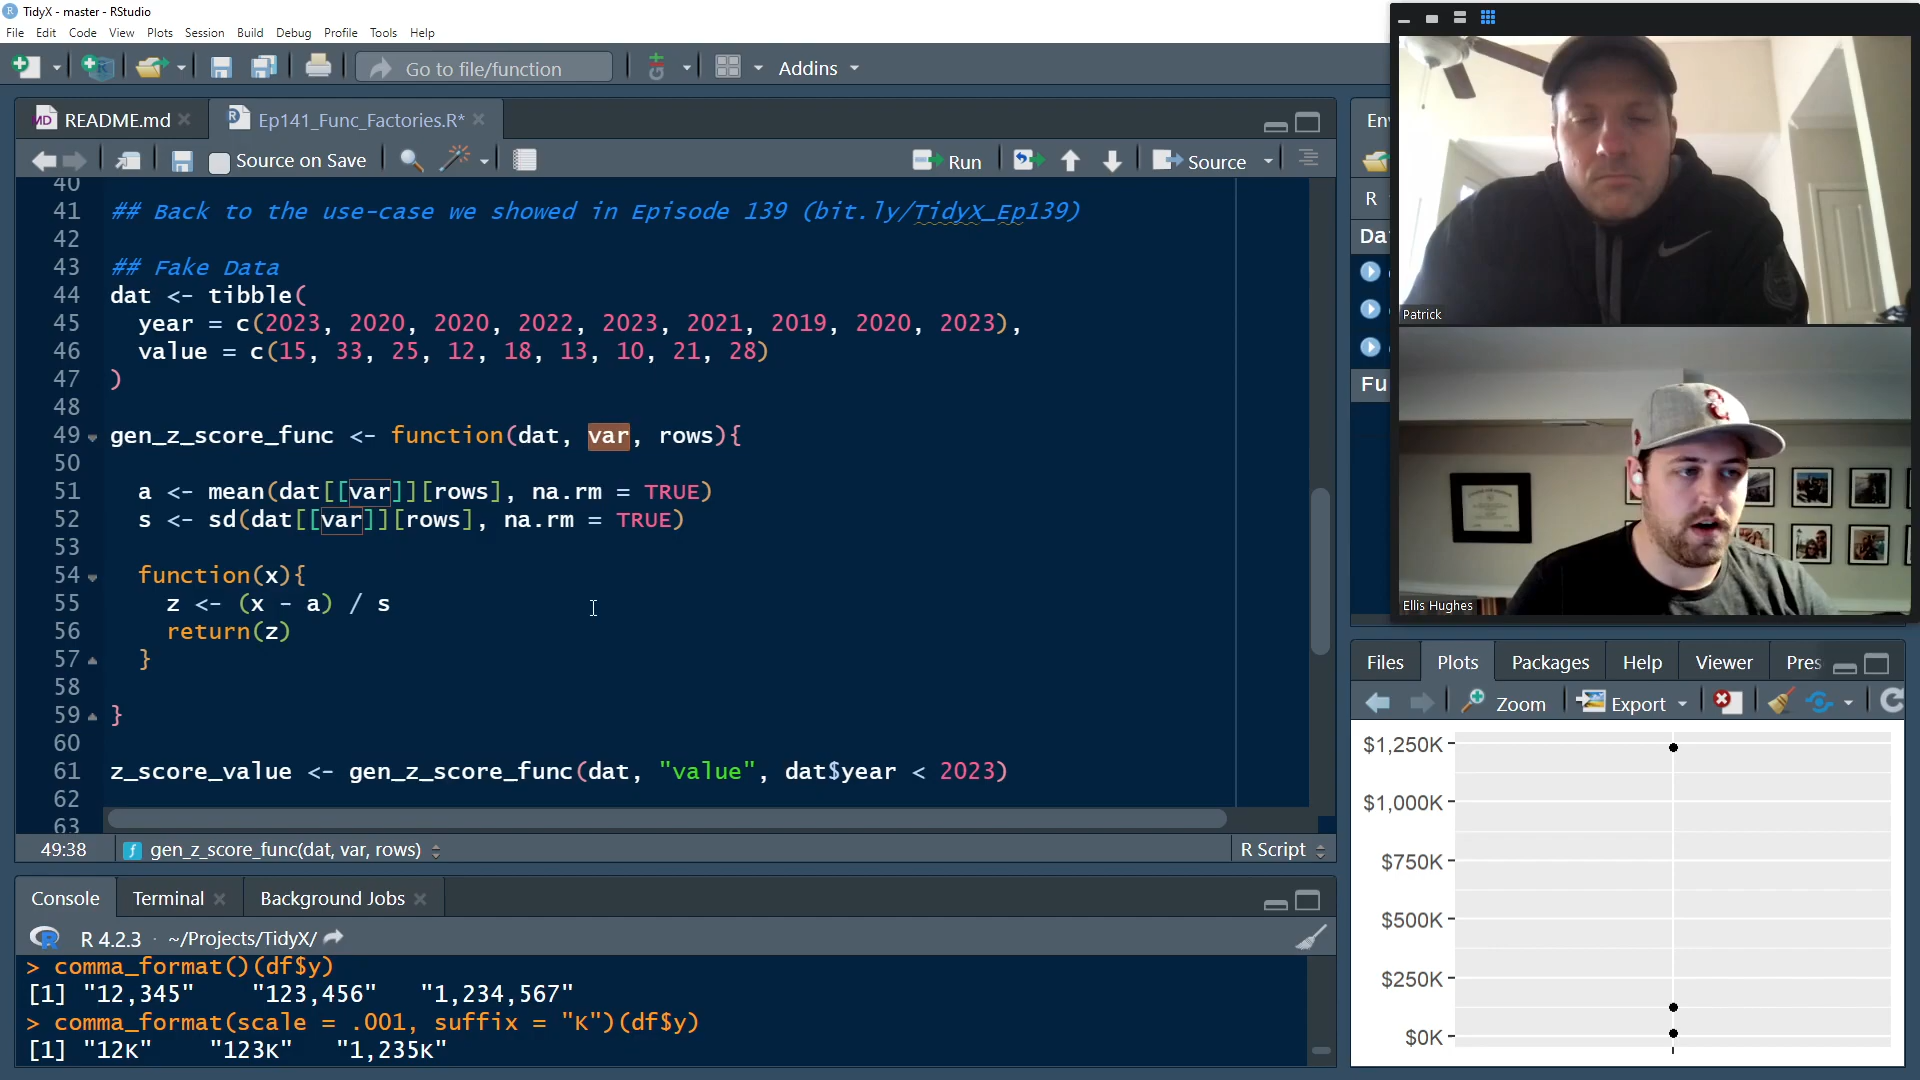 TidyX - master - RStudio
File Edit Code View Plots Session Build Debug Profile Tools Help
Go to file/function Addins
README.md Ep141_Func_Factories.R*
Source on Save Run Source
40
41 ## Back to the use-case we showed in Episode 139 (bit.ly/TidyX_Ep139)
42
43 ## Fake Data
44 dat <- tibble(
45 year = c(2023, 2020, 2020, 2022, 2023, 2021, 2019, 2020, 2023),
46 value = c(15, 33, 25, 12, 18, 13, 10, 21, 28)
47 )
48
49 gen_z_score_func <- function(dat, var, rows){
50
51 a <- mean(dat[[var]][rows], na.rm = TRUE)
52 s <- sd(dat[[var]][rows], na.rm = TRUE)
53
54 function(x){
55 z <- (x - a) / s
56 return(z)
57 }
58
59 }
60
61 z_score_value <- gen_z_score_func(dat, "value", dat$year < 2023)
62
63
49:38 gen_z_score_func(dat, var, rows) R Script
Console Terminal Background Jobs
R 4.2.3 · ~/Projects/TidyX/
> comma_format()(df$y)
[1] "12,345" "123,456" "1,234,567"
> comma_format(scale = .001, suffix = "K")(df$y)
[1] "12K" "123K" "1,235K"
En
R
Da
Fu
Patrick
Ellis Hughes
Files Plots Packages Help Viewer Pres
Zoom Export
$1,250K
$1,000K
$750K
$500K
$250K
$0K